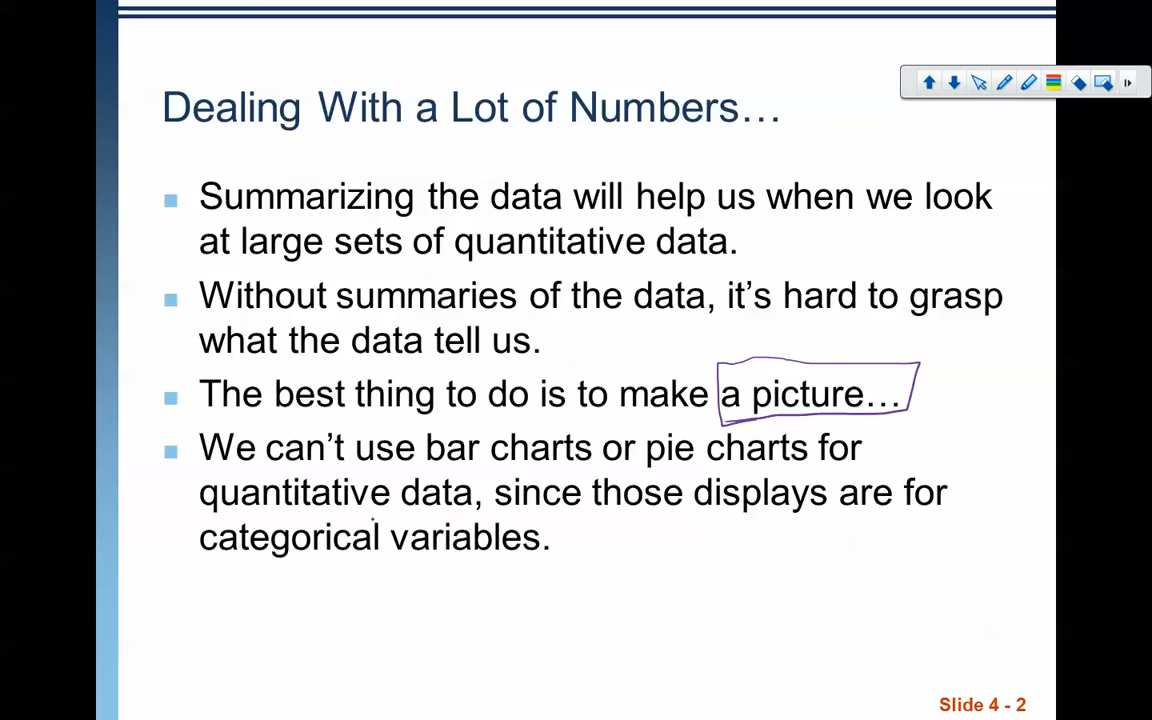 Dealing With a Lot of Numbers…
Summarizing the data will help us when we look
at large sets of quantitative data.
Without summaries of the data, it’s hard to grasp
what the data tell us.
The best thing to do is to make a picture…
We can’t use bar charts or pie charts for
quantitative data, since those displays are for
categorical variables.
Slide 4 - 2